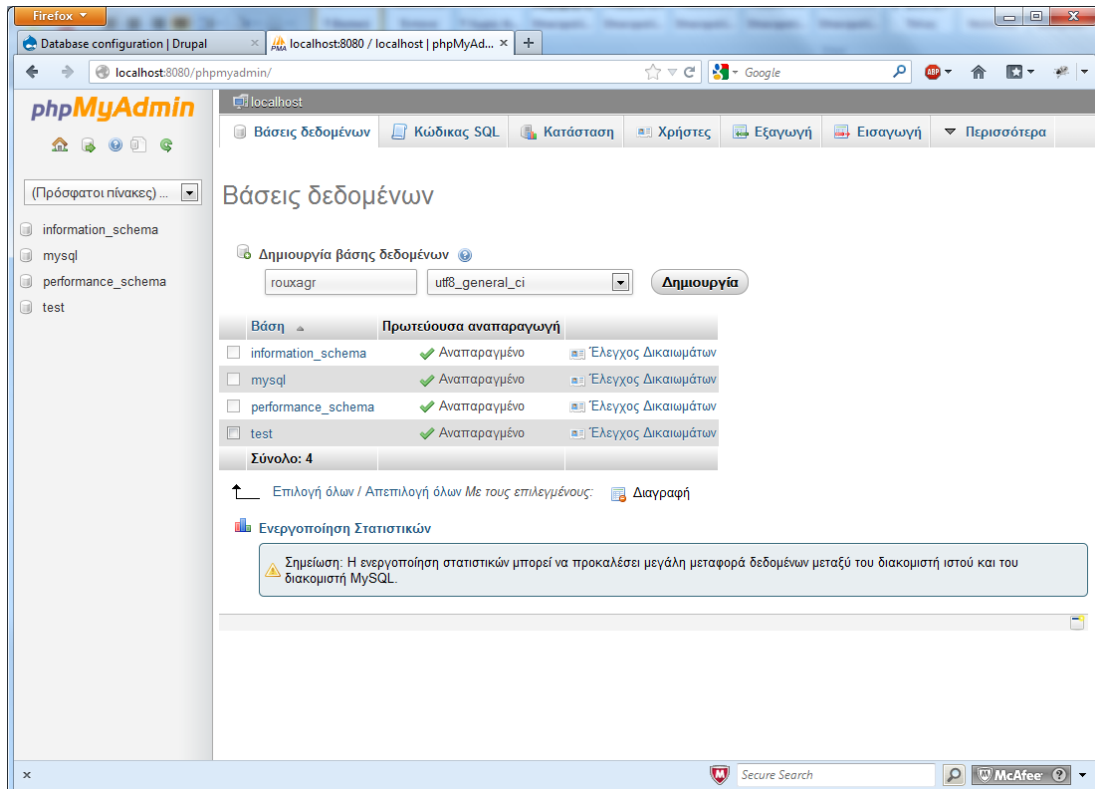 Firefox
Database configuration | Drupal
localhost:8080 / localhost | phpMyAd...
localhost:8080/phpmyadmin/
Google
ABP
phpMyAdmin
(Πρόσφατοι πίνακες) ...
information_schema
mysql
performance_schema
test
localhost
Βάσεις δεδομένων Κώδικας SQL Κατάσταση Χρήστες Εξαγωγή Εισαγωγή Περισσότερα
Βάσεις δεδομένων
Δημιουργία βάσης δεδομένων
rouxagr utf8_general_ci Δημιουργία
Βάση Πρωτεύουσα αναπαραγωγή
information_schema Αναπαραγμένο Έλεγχος Δικαιωμάτων
mysql Αναπαραγμένο Έλεγχος Δικαιωμάτων
performance_schema Αναπαραγμένο Έλεγχος Δικαιωμάτων
test Αναπαραγμένο Έλεγχος Δικαιωμάτων
Σύνολο: 4
Επιλογή όλων / Απεπιλογή όλων Με τους επιλεγμένους: Διαγραφή
Ενεργοποίηση Στατιστικών
Σημείωση: Η ενεργοποίηση στατιστικών μπορεί να προκαλέσει μεγάλη μεταφορά δεδομένων μεταξύ του διακομιστή ιστού και του
διακομιστή MySQL.
x Secure Search McAfee